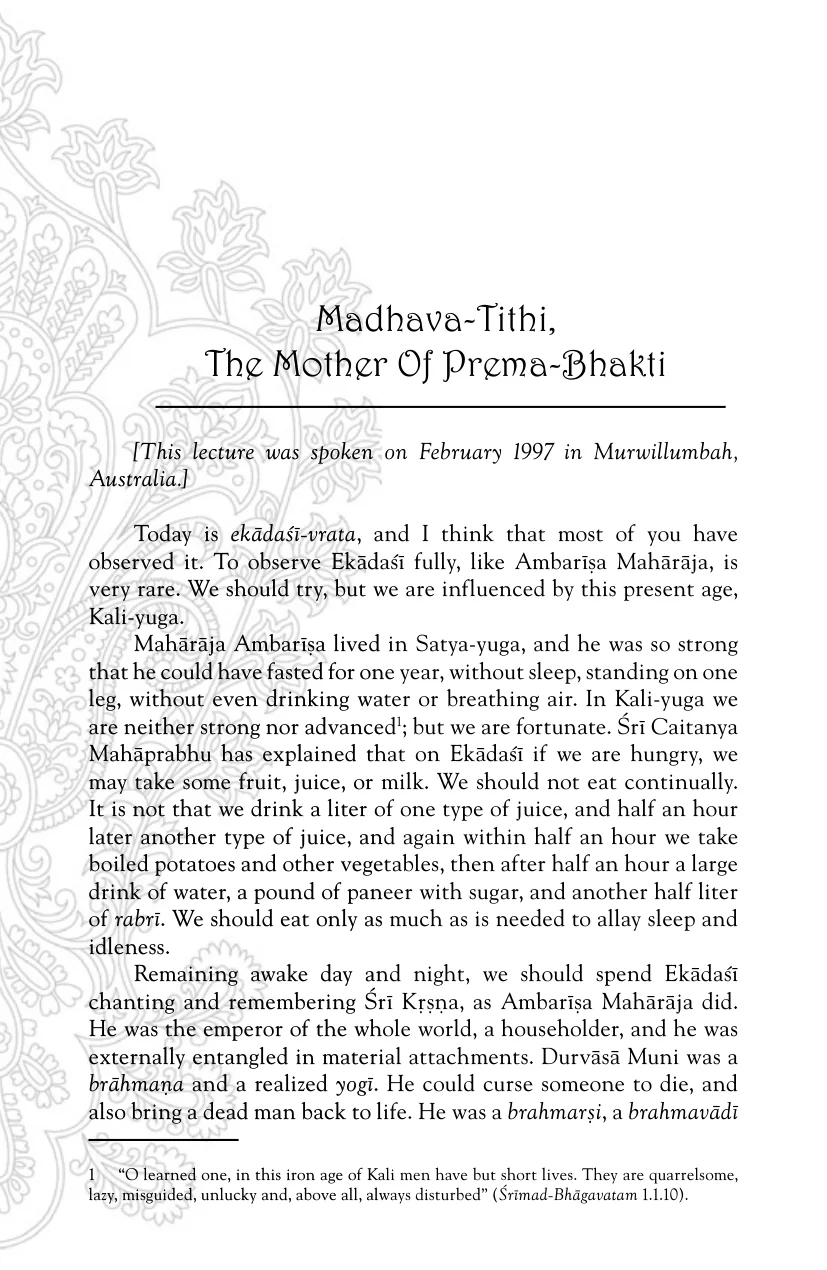 Madhava-Tithi,
The Mother Of Prema-Bhakti
[This lecture was spoken on February 1997 in Murwillumbah,
Australia.]
Today is ekādaśī-vrata, and I think that most of you have
observed it. To observe Ekādaśī fully, like Ambarīṣa Mahārāja, is
very rare. We should try, but we are influenced by this present age,
Kali-yuga.
Mahārāja Ambarīṣa lived in Satya-yuga, and he was so strong
that he could have fasted for one year, without sleep, standing on one
leg, without even drinking water or breathing air. In Kali-yuga we
are neither strong nor advanced1; but we are fortunate. Śrī Caitanya
Mahāprabhu has explained that on Ekādaśī if we are hungry, we
may take some fruit, juice, or milk. We should not eat continually.
It is not that we drink a liter of one type of juice, and half an hour
later another type of juice, and again within half an hour we take
boiled potatoes and other vegetables, then after half an hour a large
drink of water, a pound of paneer with sugar, and another half liter
of rabrī. We should eat only as much as is needed to allay sleep and
idleness.
Remaining awake day and night, we should spend Ekādaśī
chanting and remembering Śrī Kṛṣṇa, as Ambarīṣa Mahārāja did.
He was the emperor of the whole world, a householder, and he was
externally entangled in material attachments. Durvāsā Muni was a
brāhmaṇa and a realized yogī. He could curse someone to die, and
also bring a dead man back to life. He was a brahmarṣi, a brahmavādī
1 “O learned one, in this iron age of Kali men have but short lives. They are quarrelsome,
lazy, misguided, unlucky and, above all, always disturbed” (Śrīmad-Bhāgavatam 1.1.10).